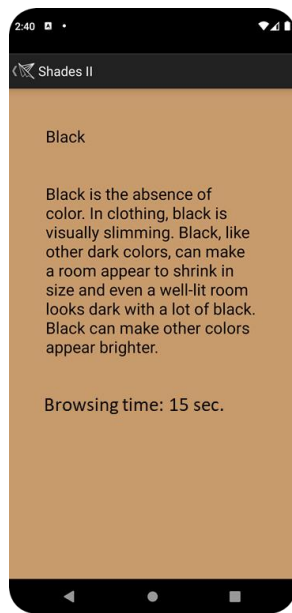 2:40
Shades II
Black
Black is the absence of
color. In clothing, black is
visually slimming. Black, like
other dark colors, can make
a room appear to shrink in
size and even a well-lit room
looks dark with a lot of black.
Black can make other colors
appear brighter.
Browsing time: 15 sec.